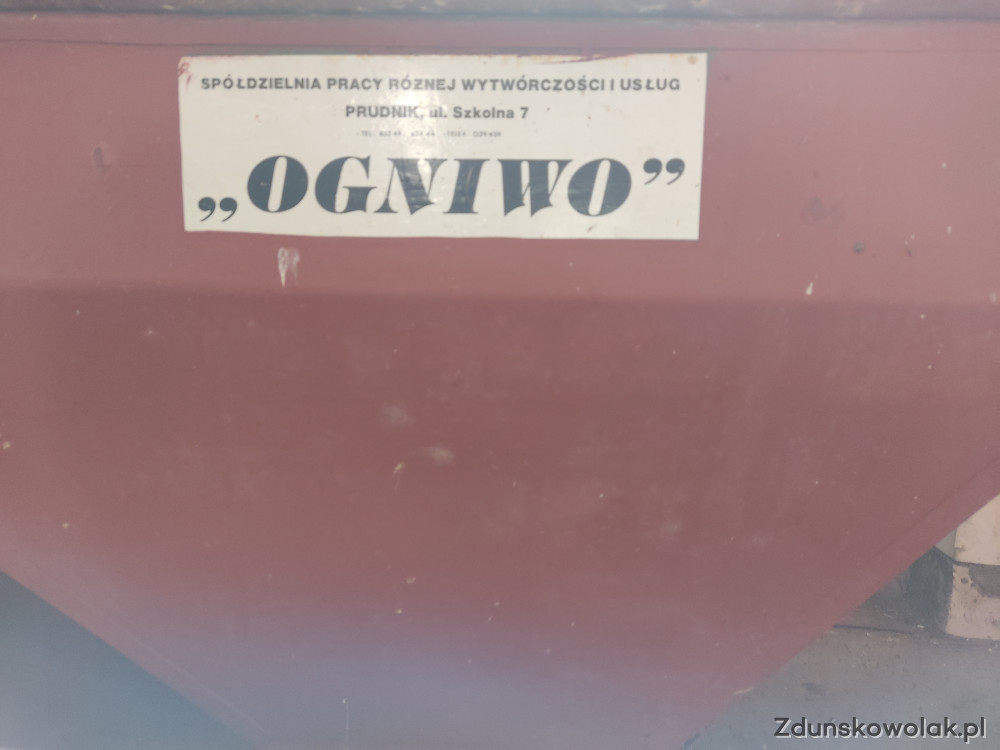 SPÓŁDZIELNIA PRACY RÓŻNEJ WYTWÓRCZOŚCI I USŁUG
PRUDNIK, ul. Szkolna 7
„OGNIWO”
Zdunskowolak.pl